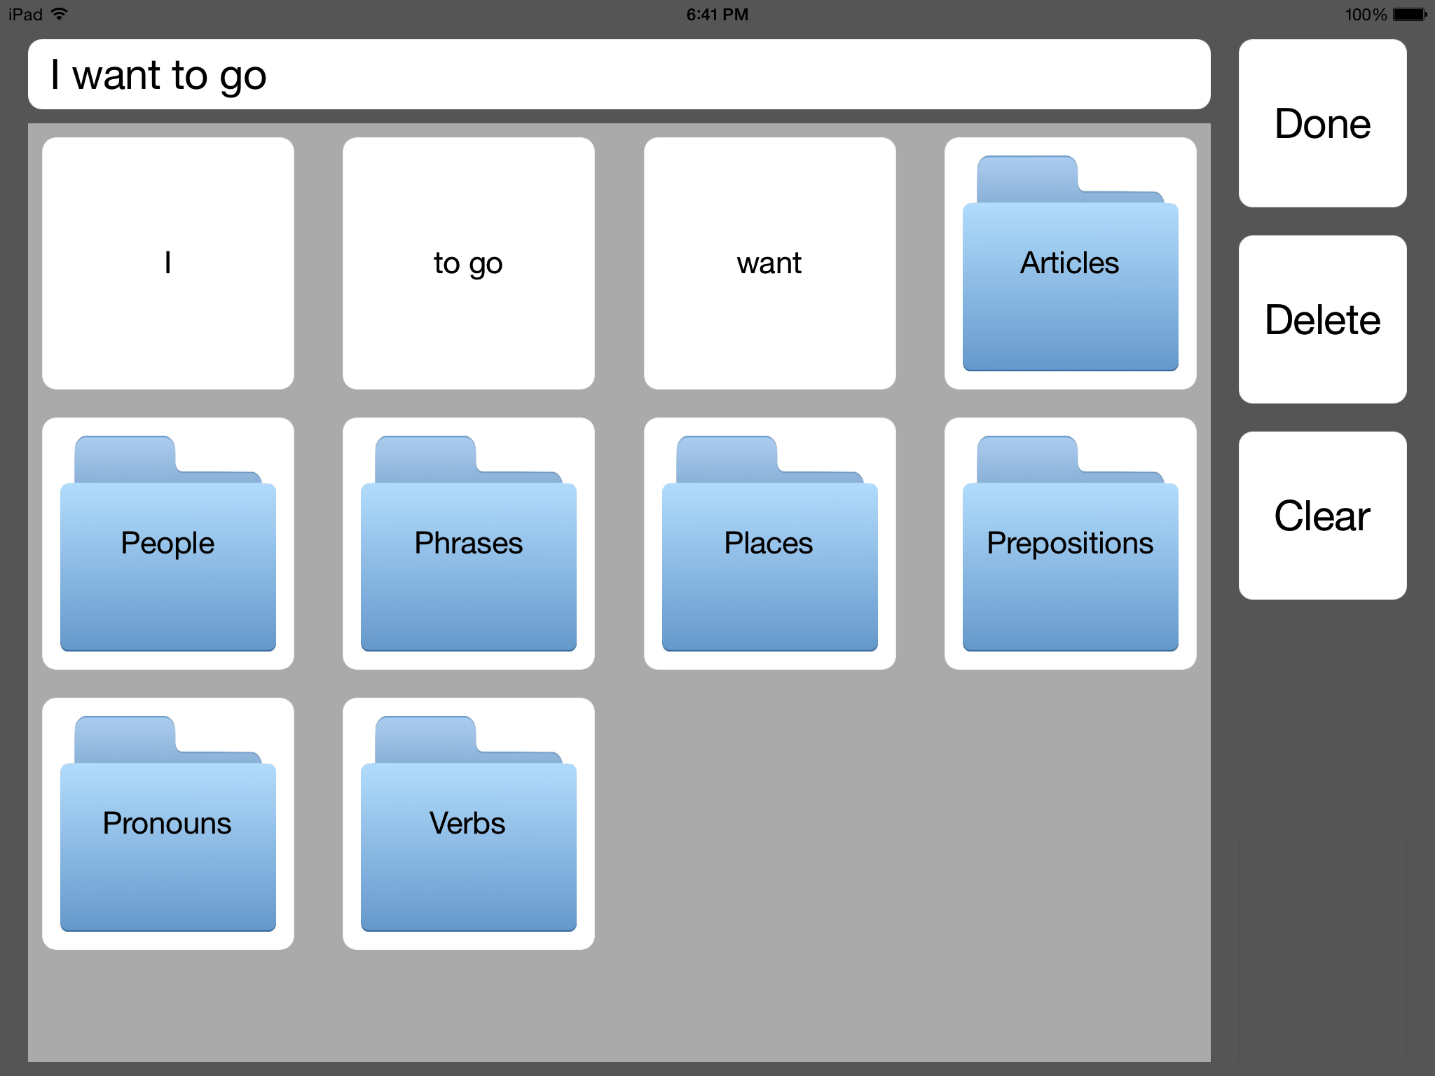 iPad 6:41 PM 100%
I want to go
Done
I to go want Articles
Delete
People Phrases Places Prepositions
Clear
Pronouns Verbs